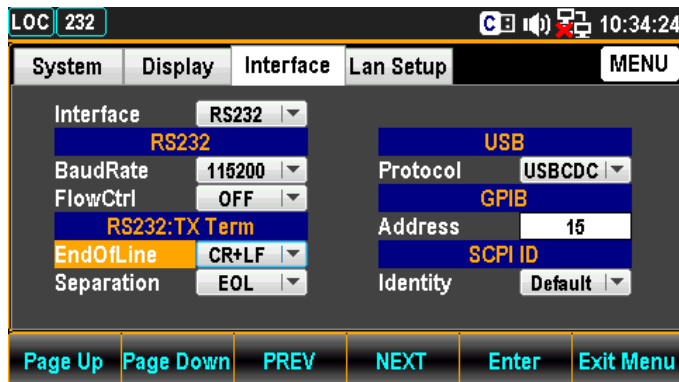 LOC 232 C 10:34:24
System Display Interface Lan Setup MENU
Interface RS232
RS232 USB
BaudRate 115200 Protocol USBCDC
FlowCtrl OFF GPIB
RS232:TX Term Address 15
EndOfLine CR+LF SCPI ID
Separation EOL Identity Default
Page Up Page Down PREV NEXT Enter Exit Menu